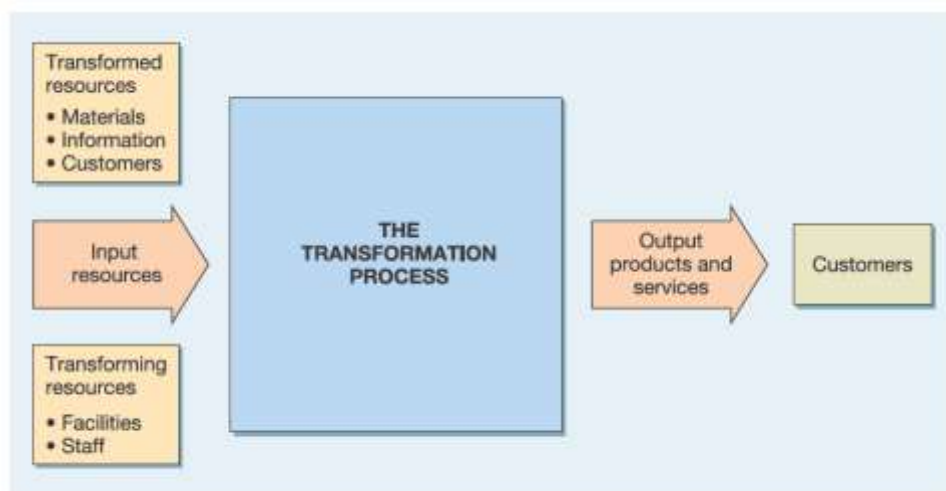 Transformed
resources
• Materials
• Information
• Customers
Input
resources
Transforming
resources
• Facilities
• Staff
THE
TRANSFORMATION
PROCESS
Output
products and
services
Customers